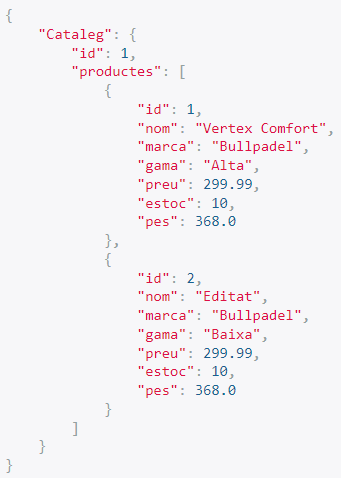 {
    "Cataleg": {
        "id": 1,
        "productes": [
            {
                "id": 1,
                "nom": "Vertex Comfort",
                "marca": "Bullpadel",
                "gama": "Alta",
                "preu": 299.99,
                "estoc": 10,
                "pes": 368.0
            },
            {
                "id": 2,
                "nom": "Editat",
                "marca": "Bullpadel",
                "gama": "Baixa",
                "preu": 299.99,
                "estoc": 10,
                "pes": 368.0
            }
        ]
    }
}